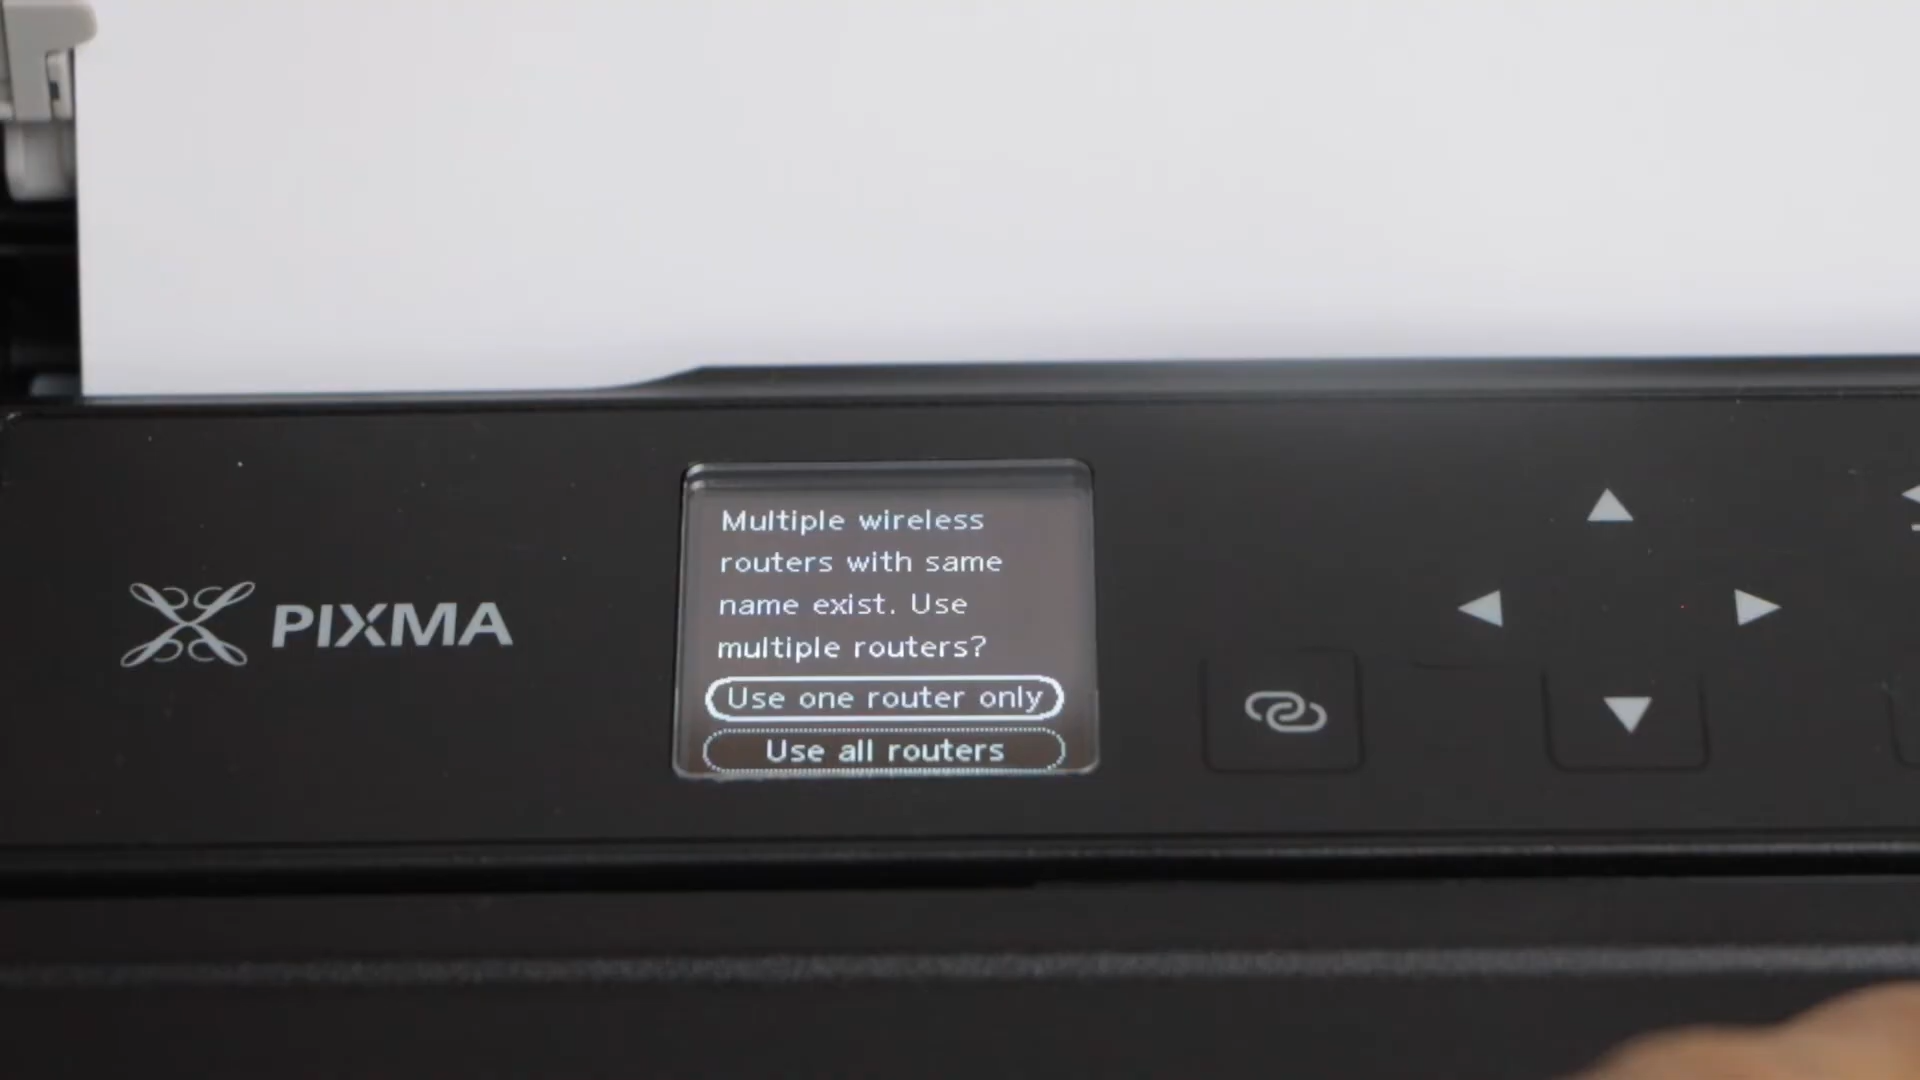 PIXMA
Multiple wireless
routers with same
name exist. Use
multiple routers?
Use one router only
Use all routers